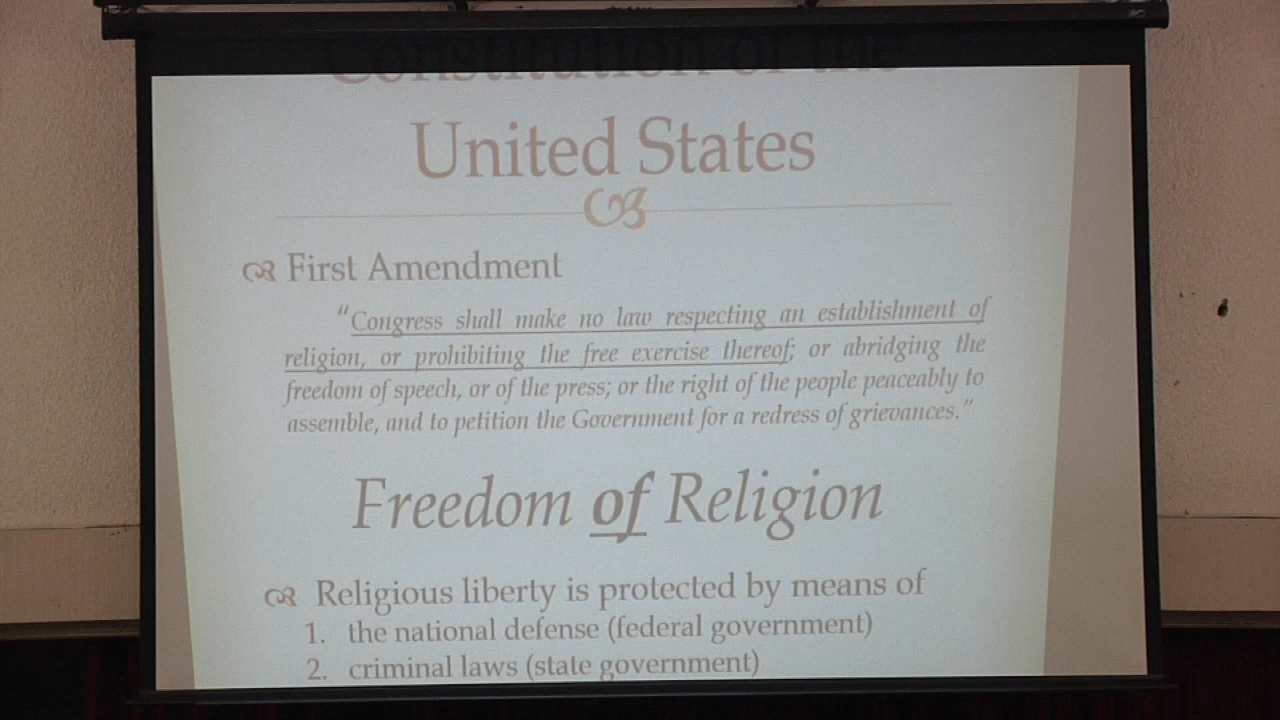 Constitution of the
United States
First Amendment
“Congress shall make no law respecting an establishment of
religion, or prohibiting the free exercise thereof; or abridging the
freedom of speech, or of the press; or the right of the people peaceably to
assemble, and to petition the Government for a redress of grievances.”
Freedom of Religion
Religious liberty is protected by means of
1. the national defense (federal government)
2. criminal laws (state government)